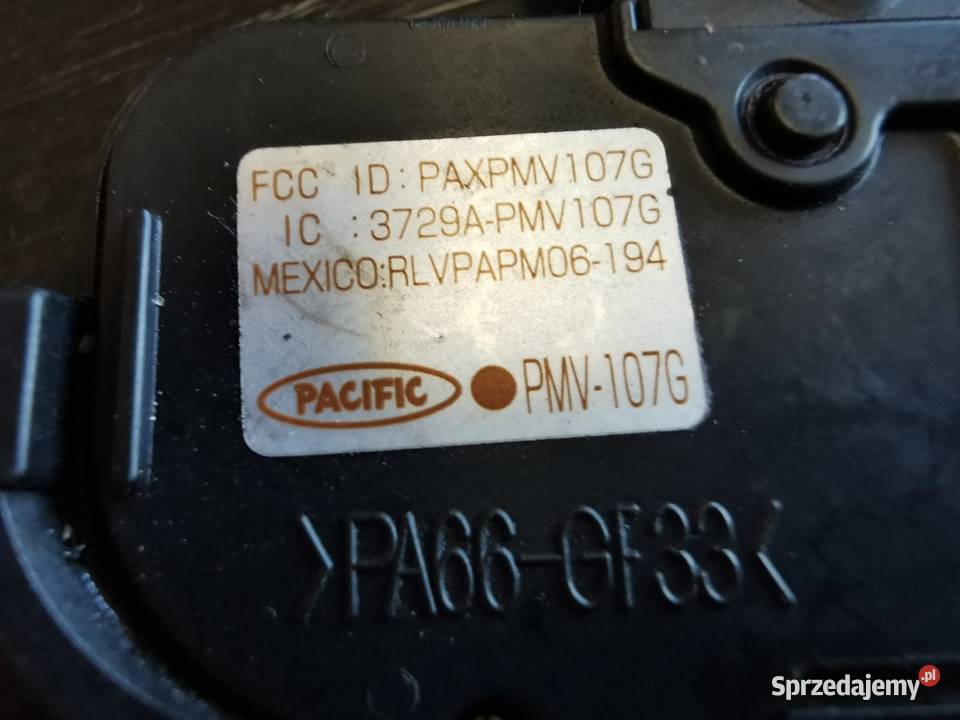 FCC ID: PAXPMV107G
IC : 3729A-PMV107G
MEXICO:RLVPAPM06-194
PACIFIC ● PMV-107G
>PA66-GF33<
Sprzedajemy.pl